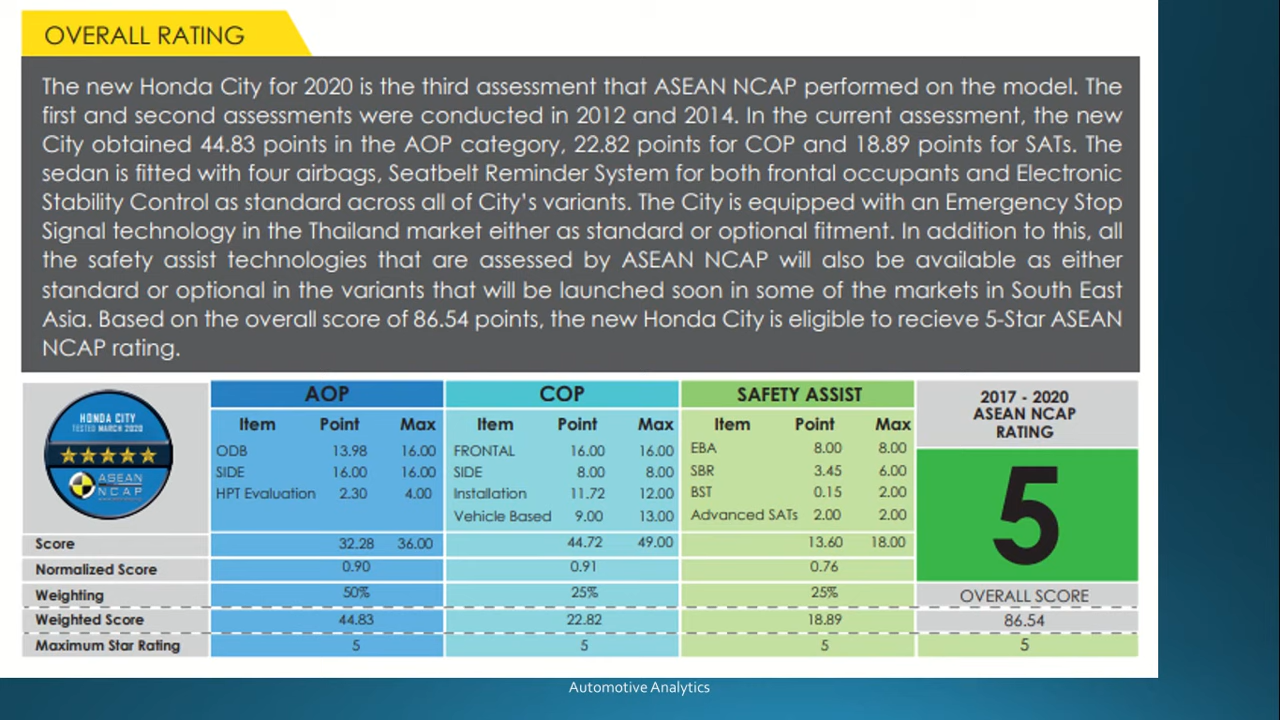 OVERALL RATING
The new Honda City for 2020 is the third assessment that ASEAN NCAP performed on the model. The
first and second assessments were conducted in 2012 and 2014. In the current assessment, the new
City obtained 44.83 points in the AOP category, 22.82 points for COP and 18.89 points for SATs. The
sedan is fitted with four airbags, Seatbelt Reminder System for both frontal occupants and Electronic
Stability Control as standard across all of City's variants. The City is equipped with an Emergency Stop
Signal technology in the Thailand market either as standard or optional fitment. In addition to this, all
the safety assist technologies that are assessed by ASEAN NCAP will also be available as either
standard or optional in the variants that will be launched soon in some of the markets in South East
Asia. Based on the overall score of 86.54 points, the new Honda City is eligible to recieve 5-Star ASEAN
NCAP rating.
HONDA CITY
TESTED MARCH 2020
ASEAN
NCAP
AOP COP SAFETY ASSIST
2017 - 2020
ASEAN NCAP
RATING
Item Point Max Item Point Max Item Point Max
ODB 13.98 16.00 FRONTAL 16.00 16.00 EBA 8.00 8.00
SIDE 16.00 16.00 SIDE 8.00 8.00 SBR 3.45 6.00
HPT Evaluation 2.30 4.00 Installation 11.72 12.00 BST 0.15 2.00
Vehicle Based 9.00 13.00 Advanced SATs 2.00 2.00
5
Score 32.28 36.00 44.72 49.00 13.60 18.00
Normalized Score 0.90 0.91 0.76
Weighting 50% 25% 25% OVERALL SCORE
Weighted Score 44.83 22.82 18.89 86.54
Maximum Star Rating 5 5 5 5
Automotive Analytics